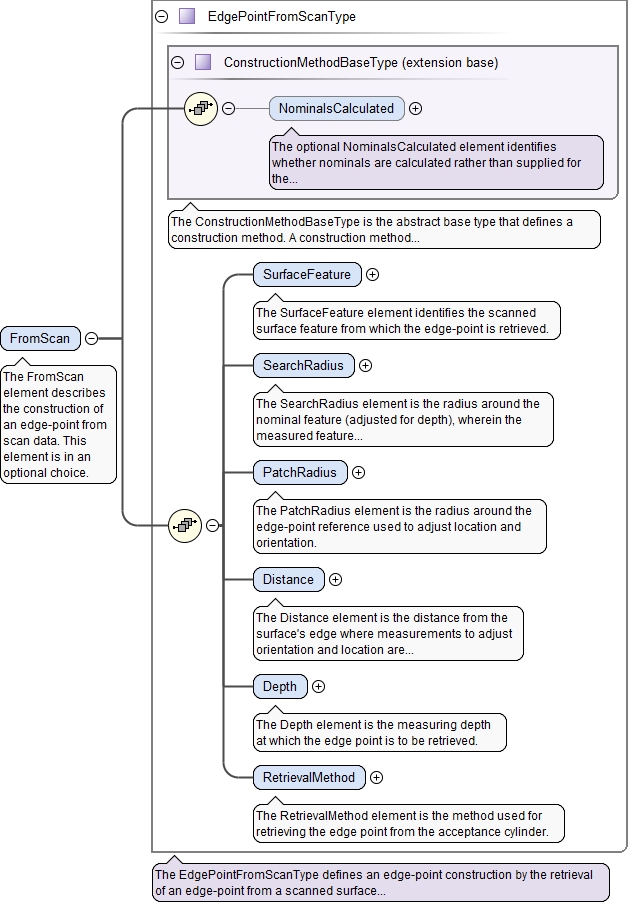 EdgePointFromScanType
ConstructionMethodBaseType (extension base)
NominalsCalculated
The optional NominalsCalculated element identifies
whether nominals are calculated rather than supplied for
the...
The ConstructionMethodBaseType is the abstract base type that defines a
construction method. A construction method...
SurfaceFeature
The SurfaceFeature element identifies the scanned
surface feature from which the edge-point is retrieved.
FromScan
The FromScan
element describes
the construction of
an edge-point from
scan data. This
element is in an
optional choice.
SearchRadius
The SearchRadius element is the radius around the
nominal feature (adjusted for depth), wherein the
measured feature...
PatchRadius
The PatchRadius element is the radius around the
edge-point reference used to adjust location and
orientation.
Distance
The Distance element is the distance from the
surface's edge where measurements to adjust
orientation and location are...
Depth
The Depth element is the measuring depth
at which the edge point is to be retrieved.
RetrievalMethod
The RetrievalMethod element is the method used for
retrieving the edge point from the acceptance cylinder.
The EdgePointFromScanType defines an edge-point construction by the retrieval
of an edge-point from a scanned surface...